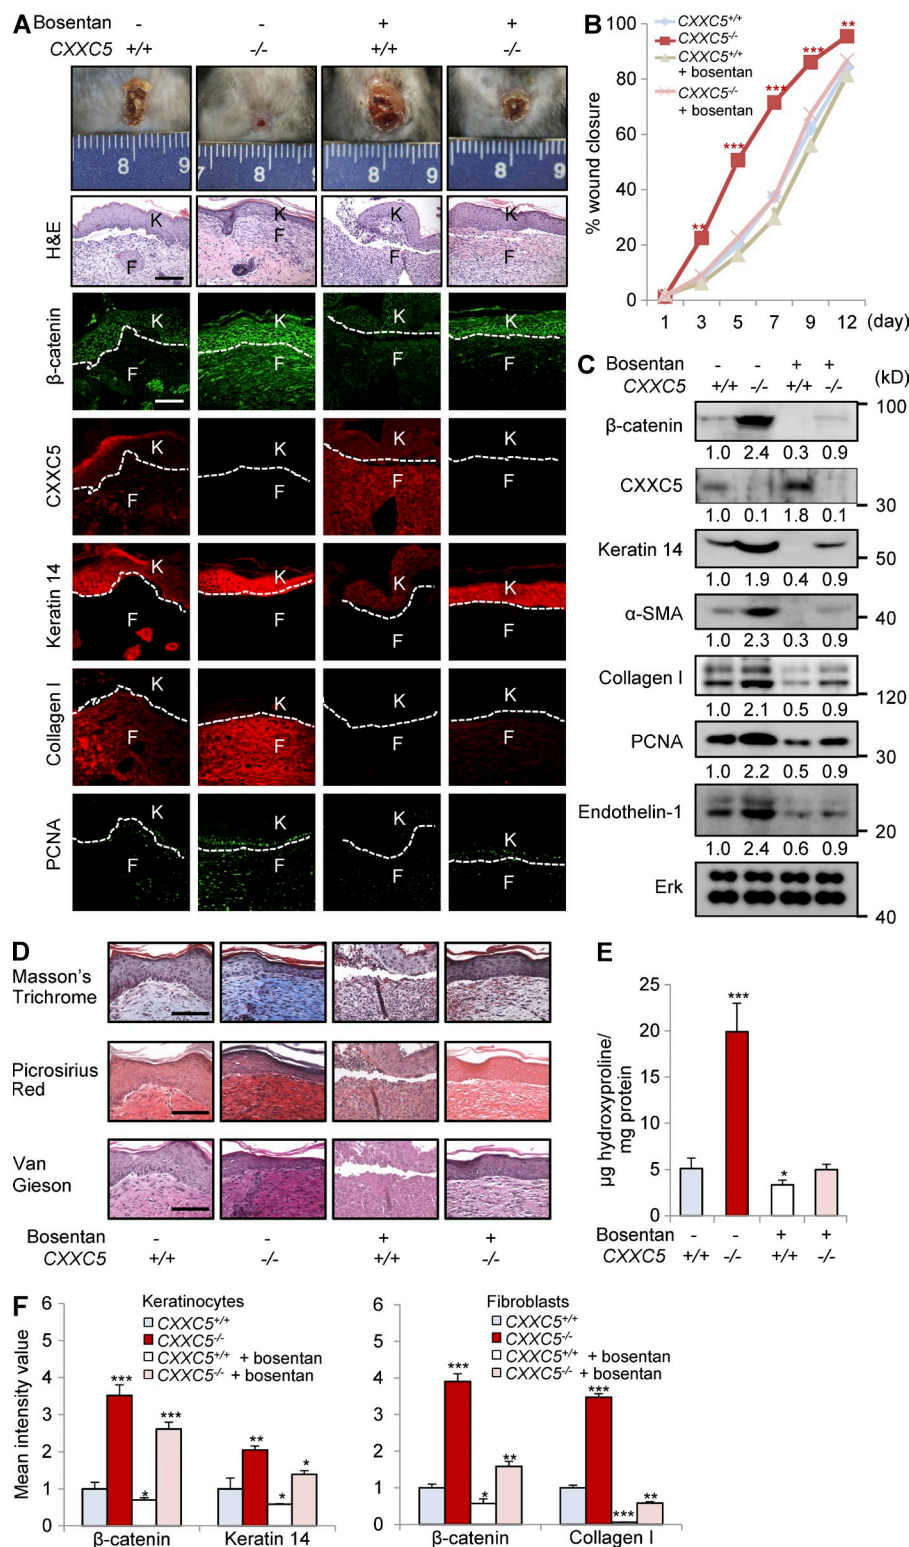 A
Bosentan - - + +
CXXC5 +/+ -/- +/+ -/-
8 9 7 8 9 8 9 8 9
H&E
K K K K
F F F F
β-catenin
K K K K
F F F F
CXXC5
K K K K
F F F F
Keratin 14
K K K K
F F F F
Collagen I
K K K K
F F F F
PCNA
K K K K
F F F F
B
% wound closure
100
80
60
40
20
0
1 3 5 7 9 12 (day)
CXXC5+/+
CXXC5-/-
CXXC5+/+
+ bosentan
CXXC5-/-
+ bosentan
** *** *** *** **
C
Bosentan - - + +
CXXC5 +/+ -/- +/+ -/- (kD)
β-catenin 100
1.0 2.4 0.3 0.9
CXXC5 30
1.0 0.1 1.8 0.1
Keratin 14 50
1.0 1.9 0.4 0.9
α-SMA 40
1.0 2.3 0.3 0.9
Collagen I 120
1.0 2.1 0.5 0.9
PCNA 30
1.0 2.2 0.5 0.9
Endothelin-1 20
1.0 2.4 0.6 0.9
Erk
40
D
Masson's
Trichrome
Picrosirius
Red
Van
Gieson
Bosentan - - + +
CXXC5 +/+ -/- +/+ -/-
E
µg hydroxyproline/
mg protein
25
20
15
10
5
0
*** *
Bosentan - - + +
CXXC5 +/+ -/- +/+ -/-
F
Mean intensity value
6
5
4
3
2
1
0
Keratinocytes
CXXC5+/+
CXXC5-/-
CXXC5+/+ + bosentan
CXXC5-/- + bosentan
*** * *** ** * *
β-catenin Keratin 14
6
5
4
3
2
1
0
Fibroblasts
CXXC5+/+
CXXC5-/-
CXXC5+/+ + bosentan
CXXC5-/- + bosentan
*** * ** *** *** **
β-catenin Collagen I